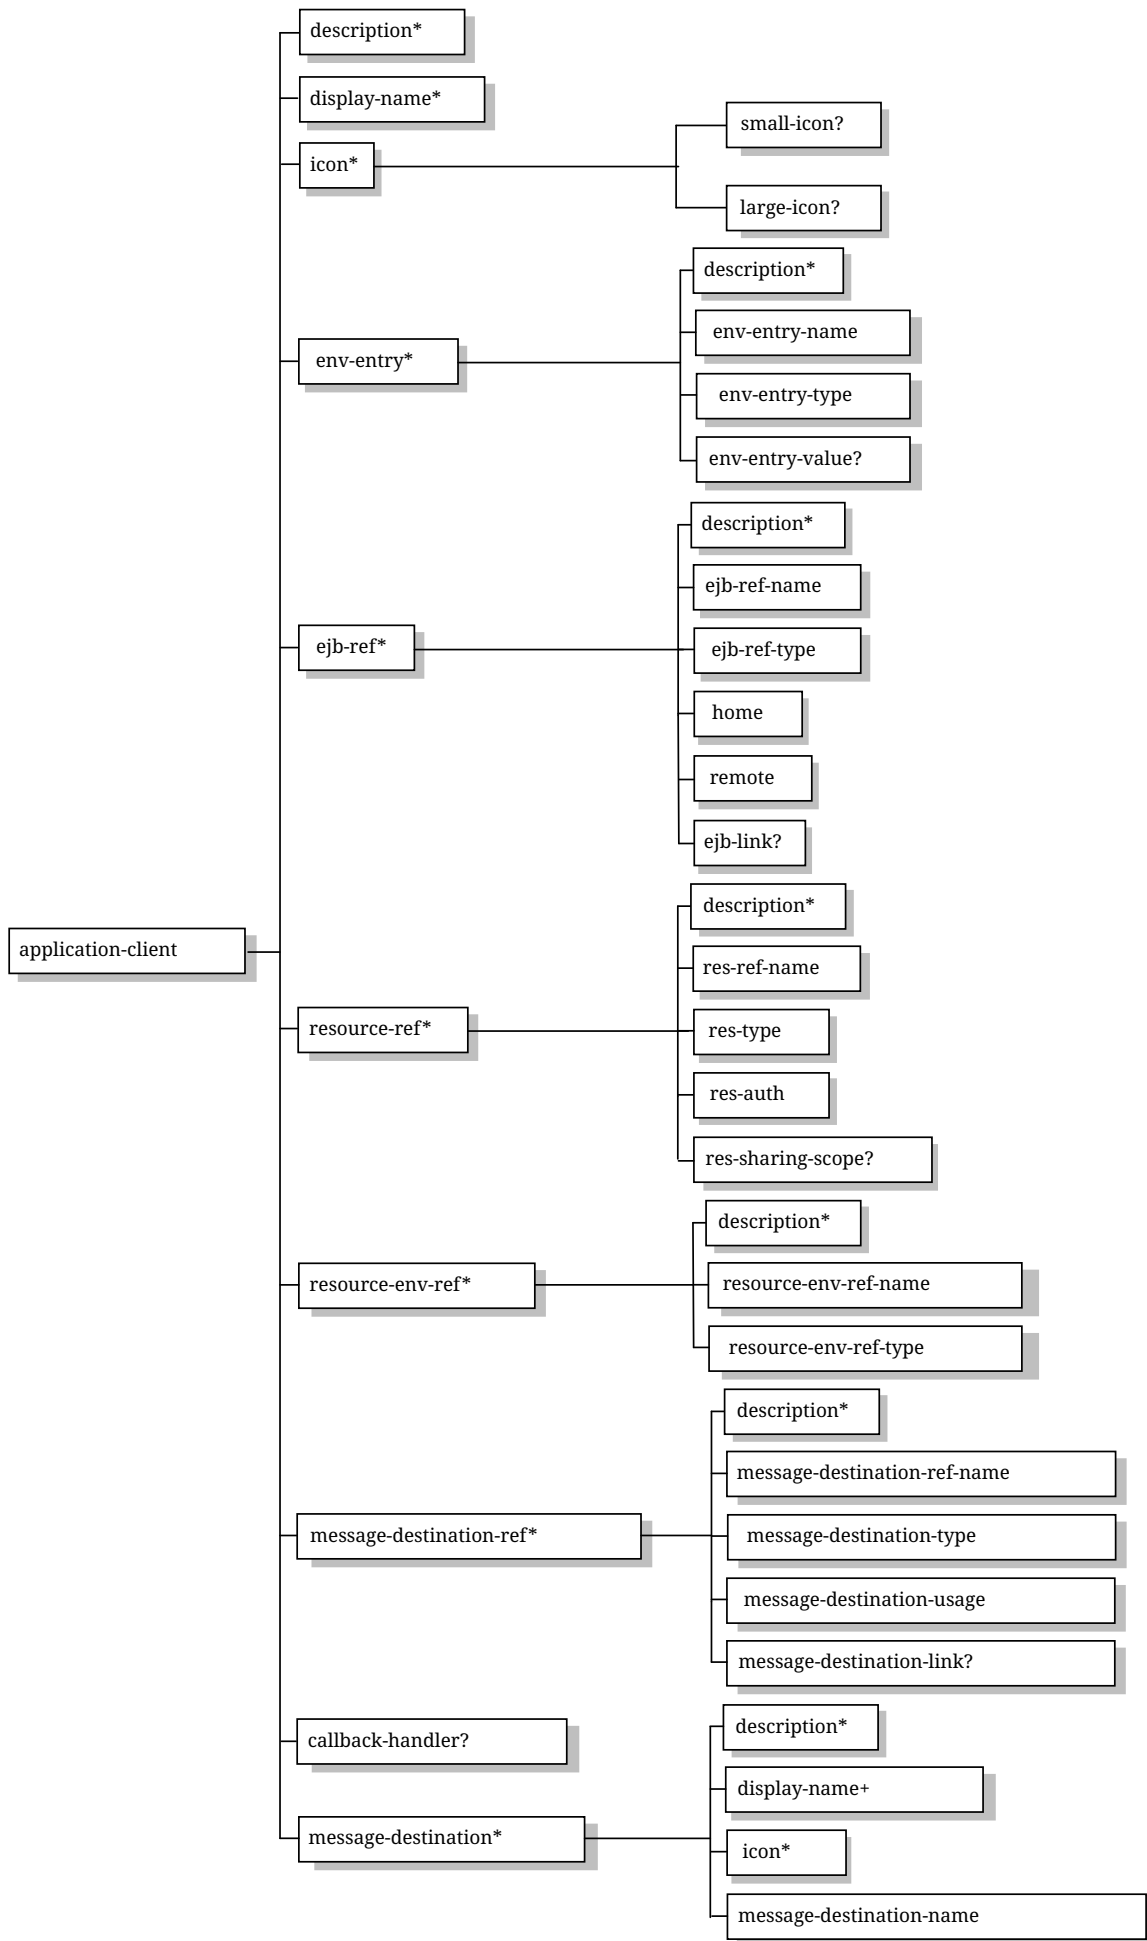 description*
display-name*
small-icon?
icon*
large-icon?
description*
env-entry-name
env-entry*
env-entry-type
env-entry-value?
description*
ejb-ref-name
ejb-ref*
ejb-ref-type
home
remote
ejb-link?
description*
application-client
res-ref-name
resource-ref*
res-type
res-auth
res-sharing-scope?
description*
resource-env-ref*
resource-env-ref-name
resource-env-ref-type
description*
message-destination-ref-name
message-destination-ref*
message-destination-type
message-destination-usage
message-destination-link?
description*
callback-handler?
display-name+
message-destination*
icon*
message-destination-name